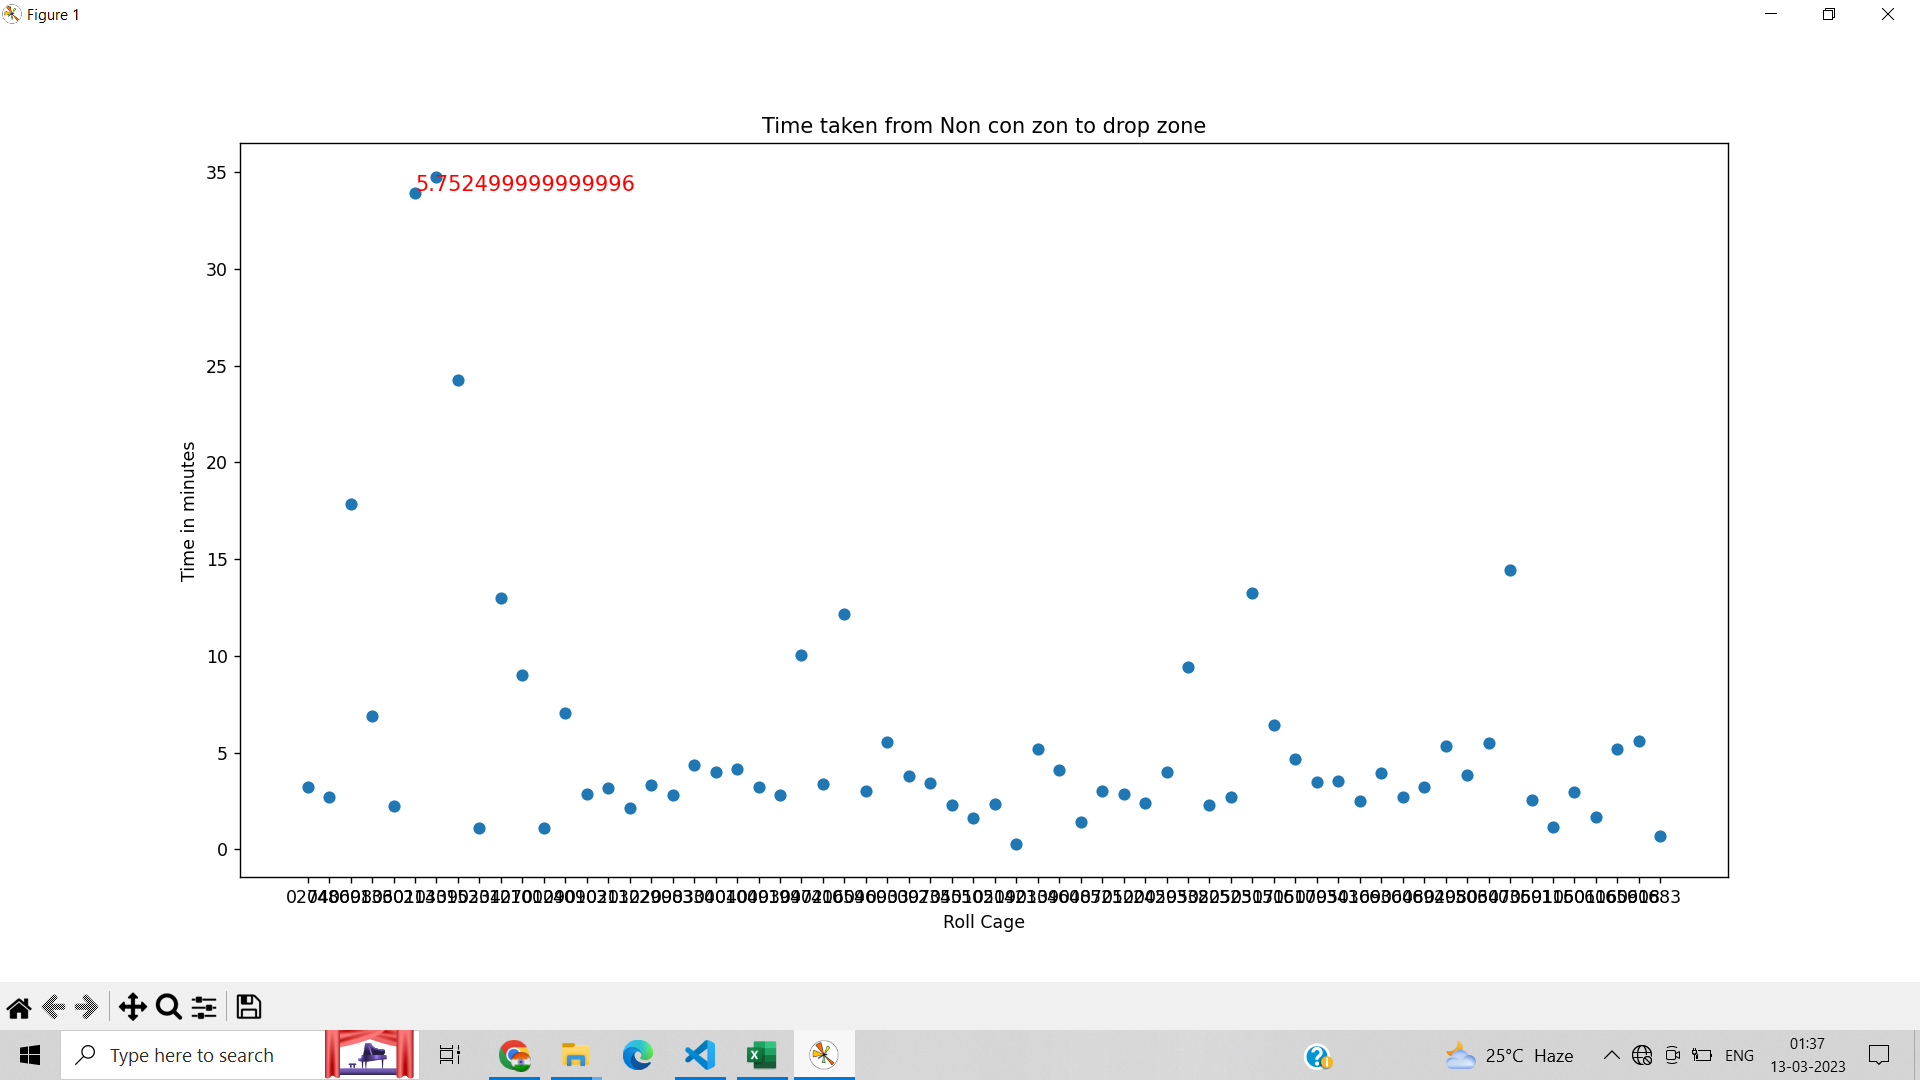 Figure 1
Time taken from Non con zon to drop zone
35
5.752499999999996
30
25
20
15
10
5
0
Time in minutes
Roll Cage
Type here to search
25°C Haze
ENG
01:37
13-03-2023